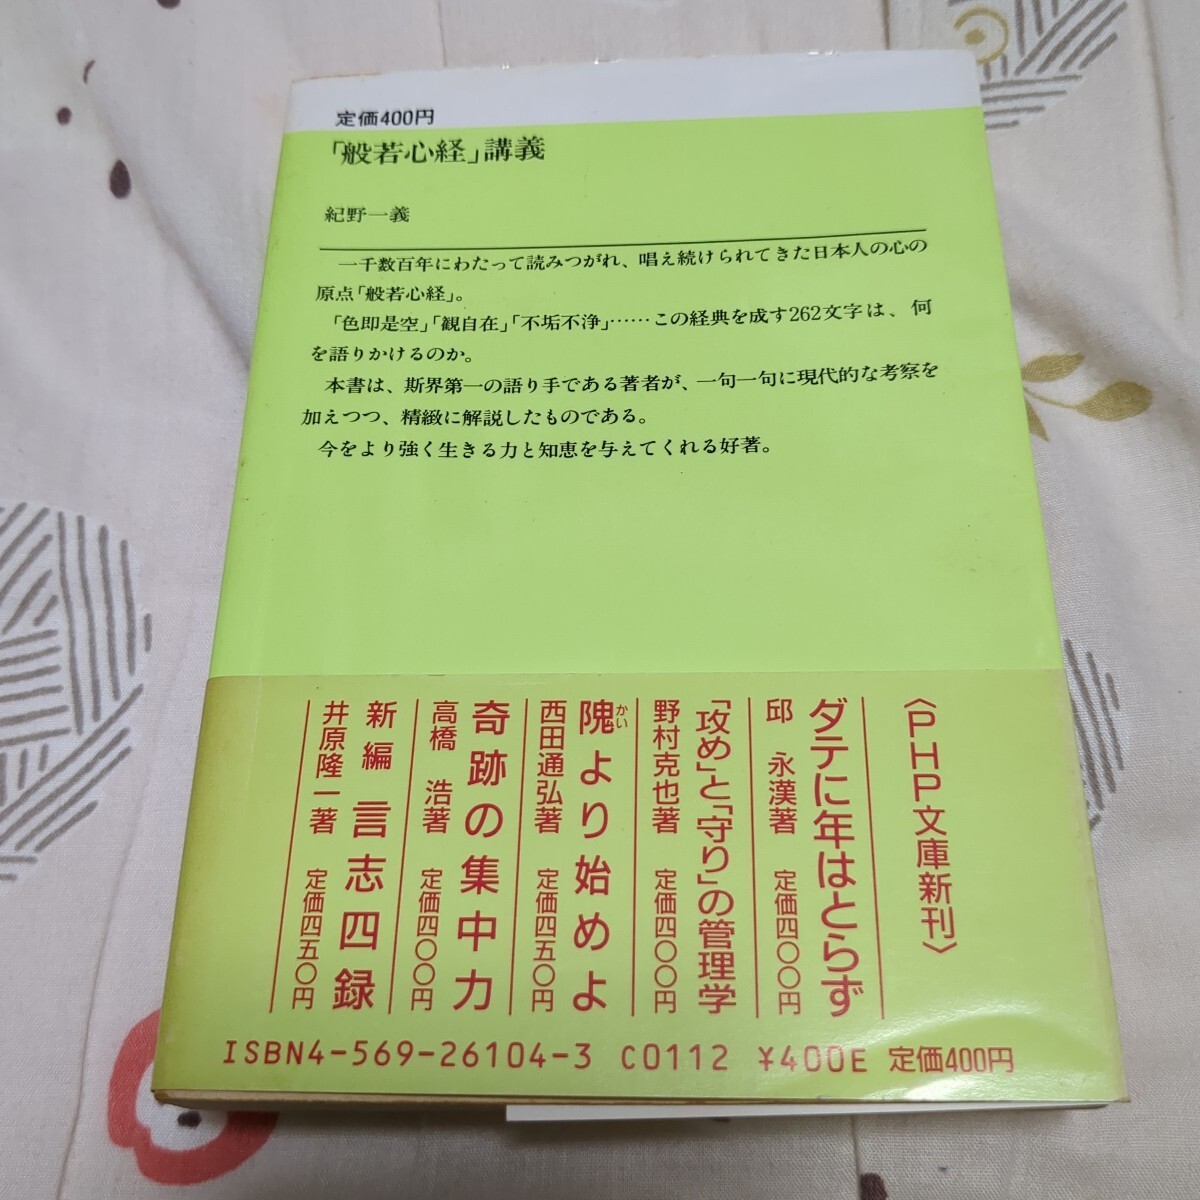 定価400円
「般若心経」講義
紀野一義
一千数百年にわたって読みつがれ、唱え続けられてきた日本人の心の
原点「般若心経」。
「色即是空」「観自在」「不垢不浄」……この経典を成す262文字は、何
を語りかけるのか。
本書は、斯界第一の語り手である著者が、一句一句に現代的な考察を
加えつつ、精緻に解説したものである。
今をより強く生きる力と知恵を与えてくれる好著。
〈PHP文庫新刊〉
ダテに年はとらず
邱 永漢著 定価四〇〇円
「攻め」と「守り」の管理学
野村克也著 定価四〇〇円
隗より始めよ
かい
西田通弘著 定価四五〇円
奇跡の集中力
高橋 浩著 定価四〇〇円
新編 言志四録
井原隆一著 定価四五〇円
ISBN4-569-26104-3 C0112 ¥400E 定価400円